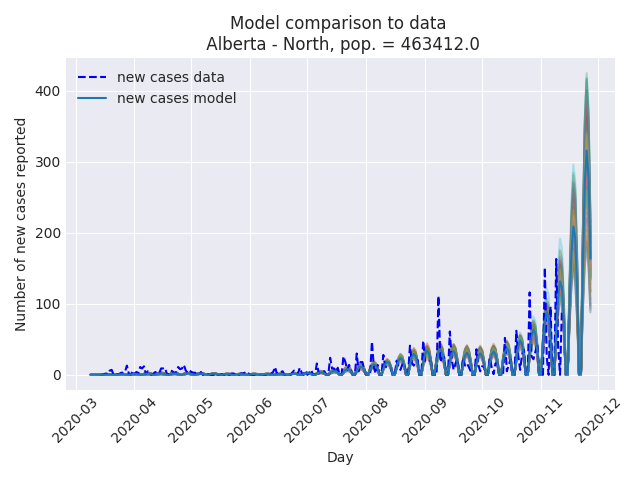 Model comparison to data
Alberta - North, pop. = 463412.0
new cases data
new cases model
Number of new cases reported
400
300
200
100
0
2020-03
2020-04
2020-05
2020-06
2020-07
2020-08
2020-09
2020-10
2020-11
2020-12
Day